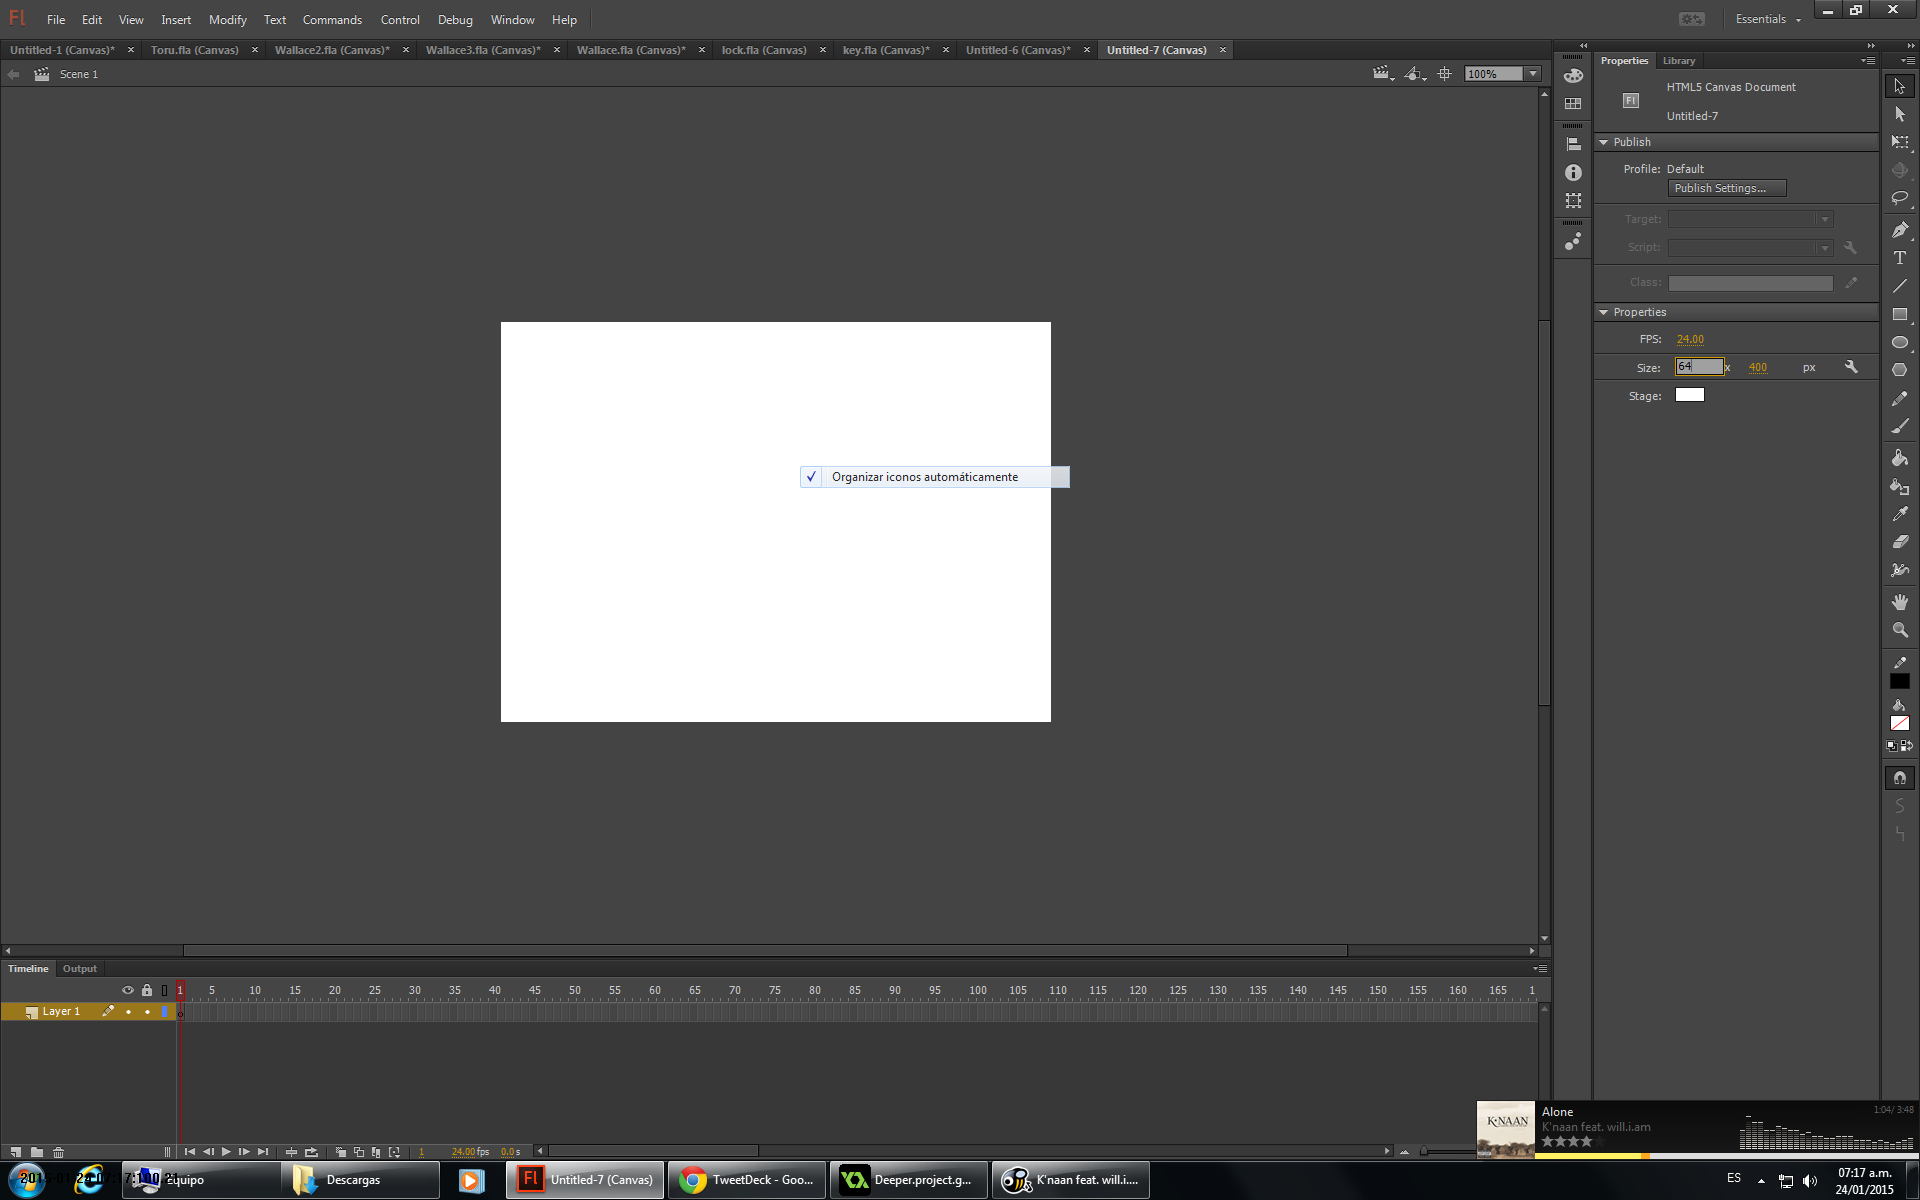 Fl File Edit View Insert Modify Text Commands Control Debug Window Help Essentials
Untitled-1 (Canvas)* Toru.fla (Canvas) Wallace2.fla (Canvas)* Wallace3.fla (Canvas)* Wallace.fla (Canvas)* lock.fla (Canvas) key.fla (Canvas)* Untitled-6 (Canvas)* Untitled-7 (Canvas)
Scene 1 100%
Properties Library
Fl HTML5 Canvas Document
Untitled-7
Publish
Profile: Default
Publish Settings...
Target:
Script:
Class:
Properties
FPS: 24.00
Size: 64 x 400 px
Stage:
Organizar iconos automáticamente
Timeline Output
1 5 10 15 20 25 30 35 40 45 50 55 60 65 70 75 80 85 90 95 100 105 110 115 120 125 130 135 140 145 150 155 160 165 1
Layer 1
1 24.00 fps 0.0 s
K'NAAN
Alone 1:04/ 3:48
K'naan feat. will.i.am
Equipo Descargas Fl Untitled-7 (Canvas) TweetDeck - Goo... Deeper.project.g... K'naan feat. will.i....
ES 07:17 a.m.
24/01/2015